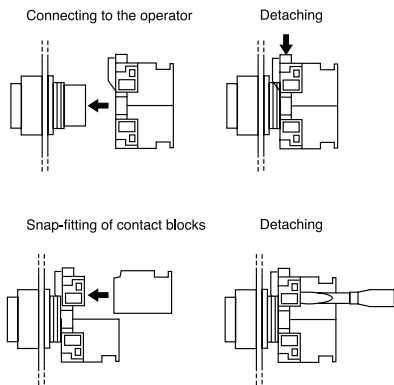 Connecting to the operator
Detaching
Snap-fitting of contact blocks
Detaching